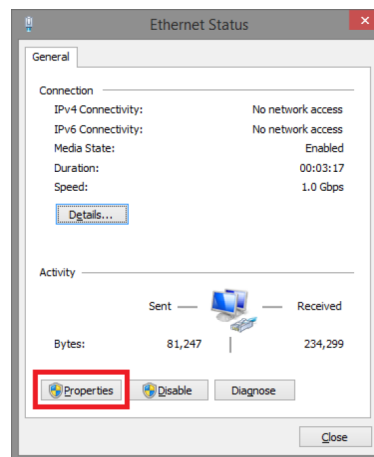 Ethernet Status
General
Connection
IPv4 Connectivity: No network access
IPv6 Connectivity: No network access
Media State: Enabled
Duration: 00:03:17
Speed: 1.0 Gbps
Details...
Activity
Sent Received
Bytes: 81,247 234,299
Properties Disable Diagnose
Close